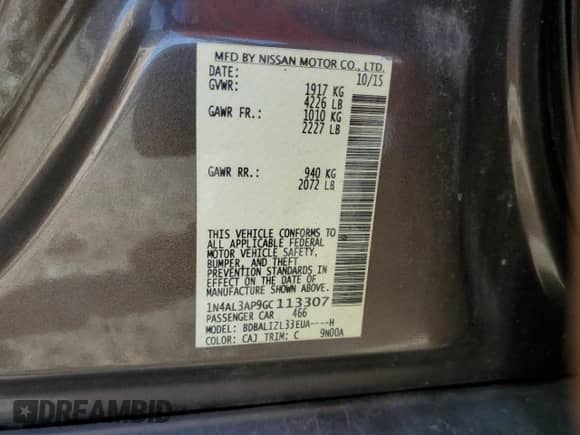 MFD BY NISSAN MOTOR CO., LTD.
DATE: 10/15
GVWR: 1917 KG
4226 LB
GAWR FR.: 1010 KG
2227 LB
GAWR RR.: 940 KG
2072 LB
THIS VEHICLE CONFORMS TO
ALL APPLICABLE FEDERAL
MOTOR VEHICLE SAFETY,
BUMPER, AND THEFT
PREVENTION STANDARDS IN
EFFECT ON THE DATE OF
MANUFACTURE SHOWN ABOVE.
1N4AL3AP9GC113307
PASSENGER CAR 466
MODEL: BDBALIZL33EUA----H
COLOR: CAJ TRIM: C 9N00A
DREAMBID